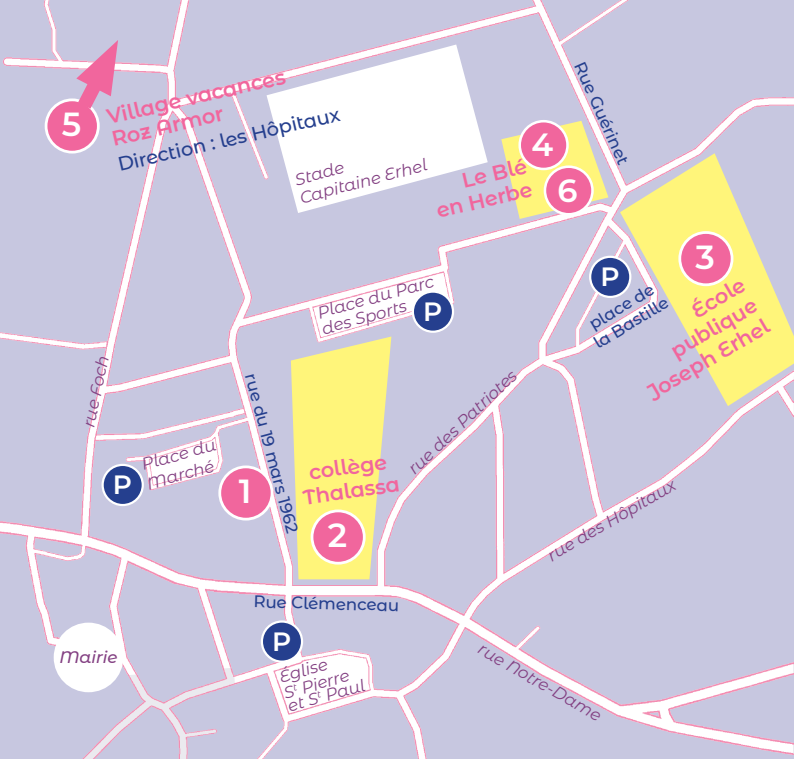 5
Village vacances
Roz Armor
Direction : les Hôpitaux
Stade
Capitaine Erhel
Rue Guérinet
4
Le Blé
en Herbe
6
3
École
publique
Joseph Erhel
P
place de
la Bastille
Place du Parc
des Sports
P
rue Foch
rue du 19 mars 1962
rue des Patriotes
Place du
marché
P
1
collège
Thalassa
2
rue des Hôpitaux
Rue Clémenceau
P
Mairie
Église
St Pierre
et St Paul
rue Notre-Dame